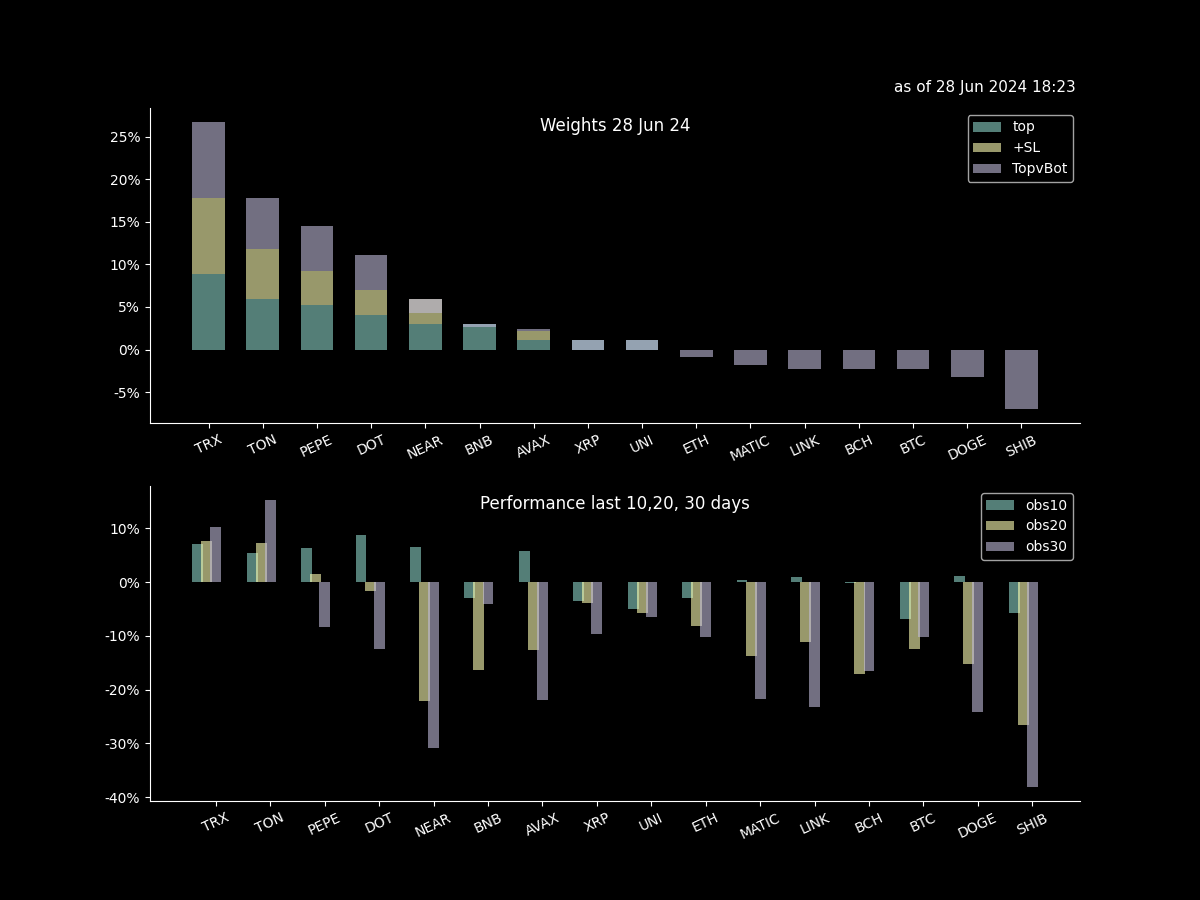 as of 28 Jun 2024 18:23
Weights 28 Jun 24
top
+SL
TopvBot
25%
20%
15%
10%
5%
0%
-5%
TRX TON PEPE DOT NEAR BNB AVAX XRP UNI ETH MATIC LINK BCH BTC DOGE SHIB
Performance last 10,20, 30 days
obs10
obs20
obs30
10%
0%
-10%
-20%
-30%
-40%
TRX TON PEPE DOT NEAR BNB AVAX XRP UNI ETH MATIC LINK BCH BTC DOGE SHIB